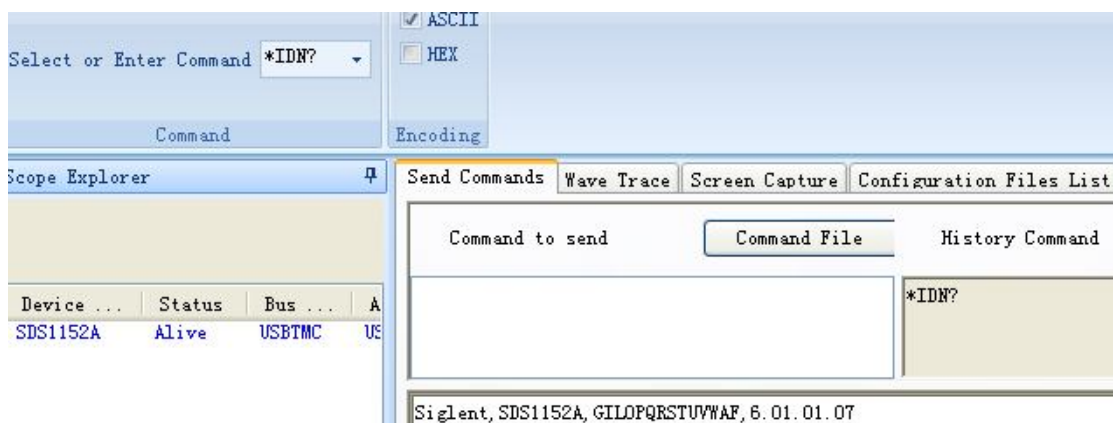 ASCII
Select or Enter Command *IDN?
HEX
Command
Encoding
Scope Explorer
Send Commands Wave Trace Screen Capture Configuration Files List
Command to send Command File History Command
*IDN?
Device ... Status Bus ... A
SDS1152A Alive USBTMC US
Siglent,SDS1152A,GILOPQRSTUVWAF,6.01.01.07